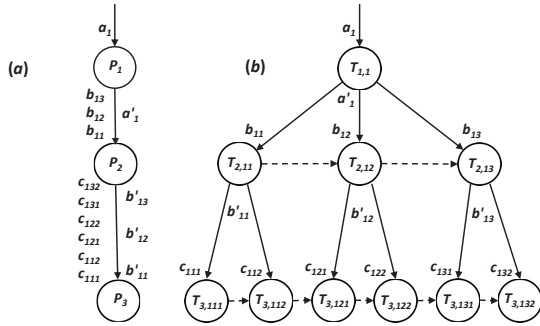 a1
(a)
P1
b13
b12
a'1
b11
P2
c132
c131
b'13
c122
c121
b'12
c112
c111
b'11
P3
a1
(b)
T1,1
a'1
b11
b12
b13
T2,11
T2,12
T2,13
b'11
b'12
b'13
c111
c112
c121
c122
c131
c132
T3,111
T3,112
T3,121
T3,122
T3,131
T3,132